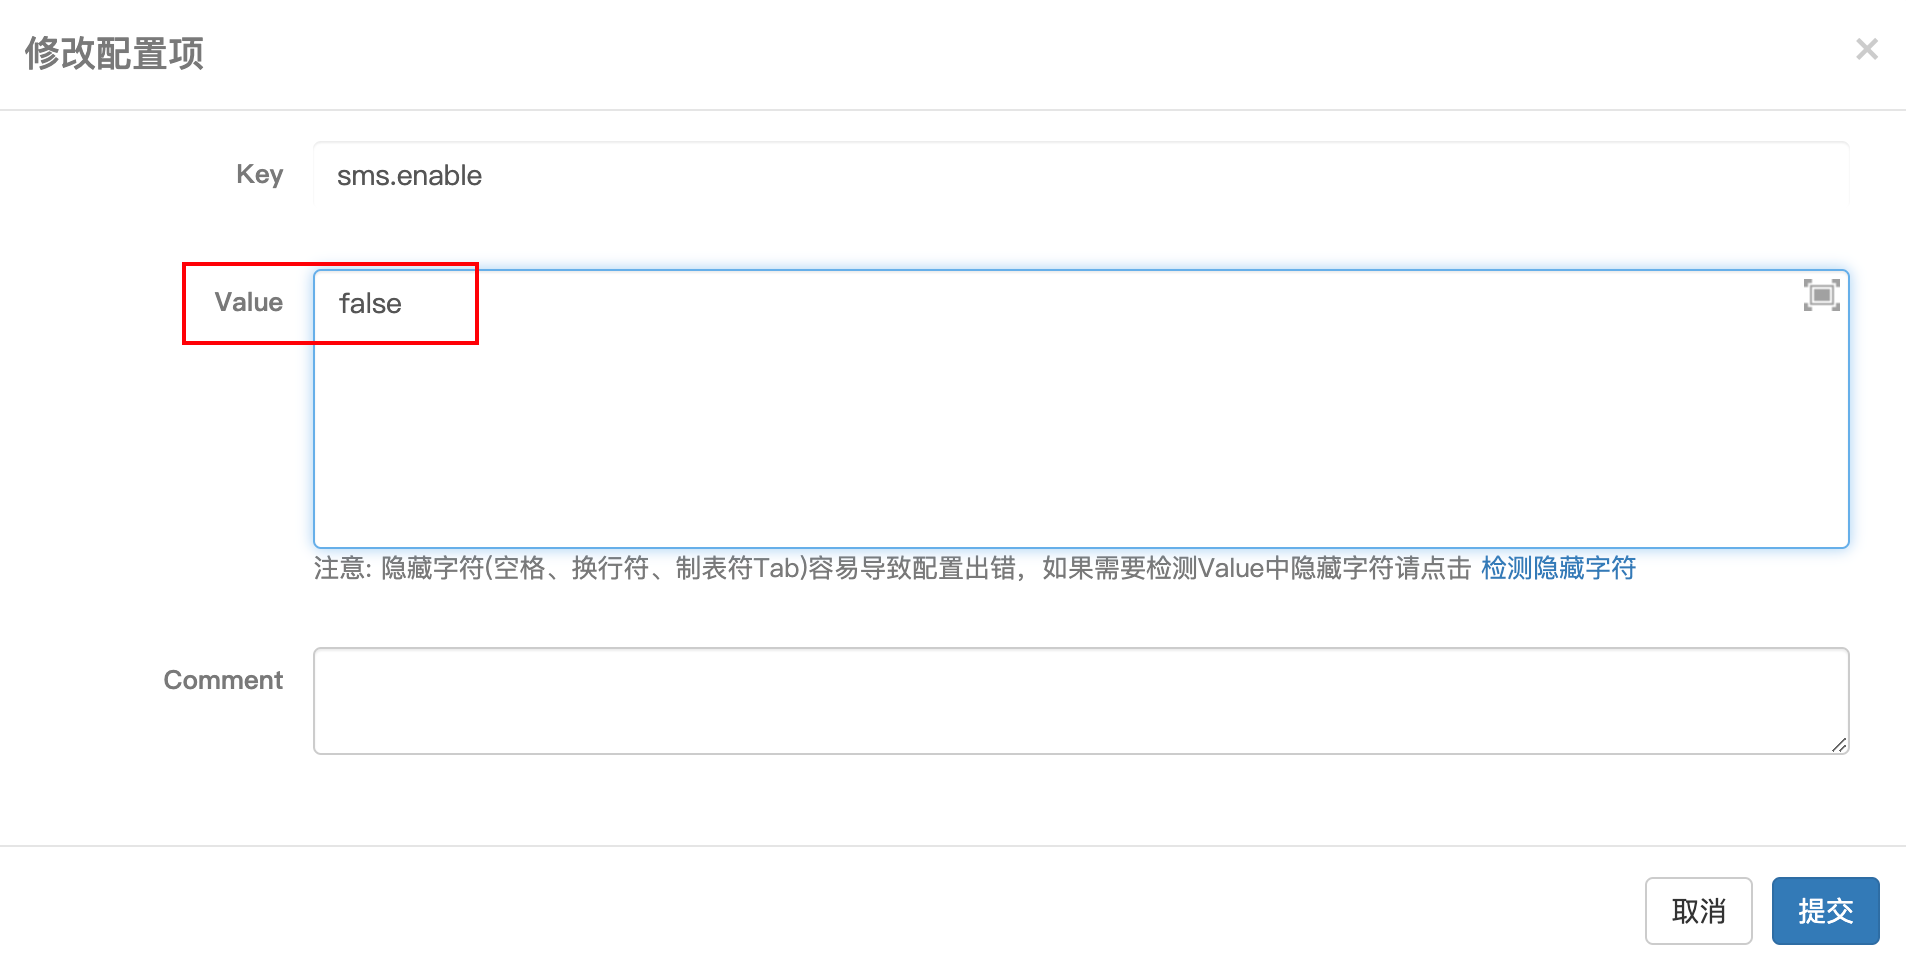 修改配置项
×
Key
sms.enable
Value
false
注意: 隐藏字符(空格、换行符、制表符Tab)容易导致配置出错，如果需要检测Value中隐藏字符请点击 检测隐藏字符
Comment
取消
提交